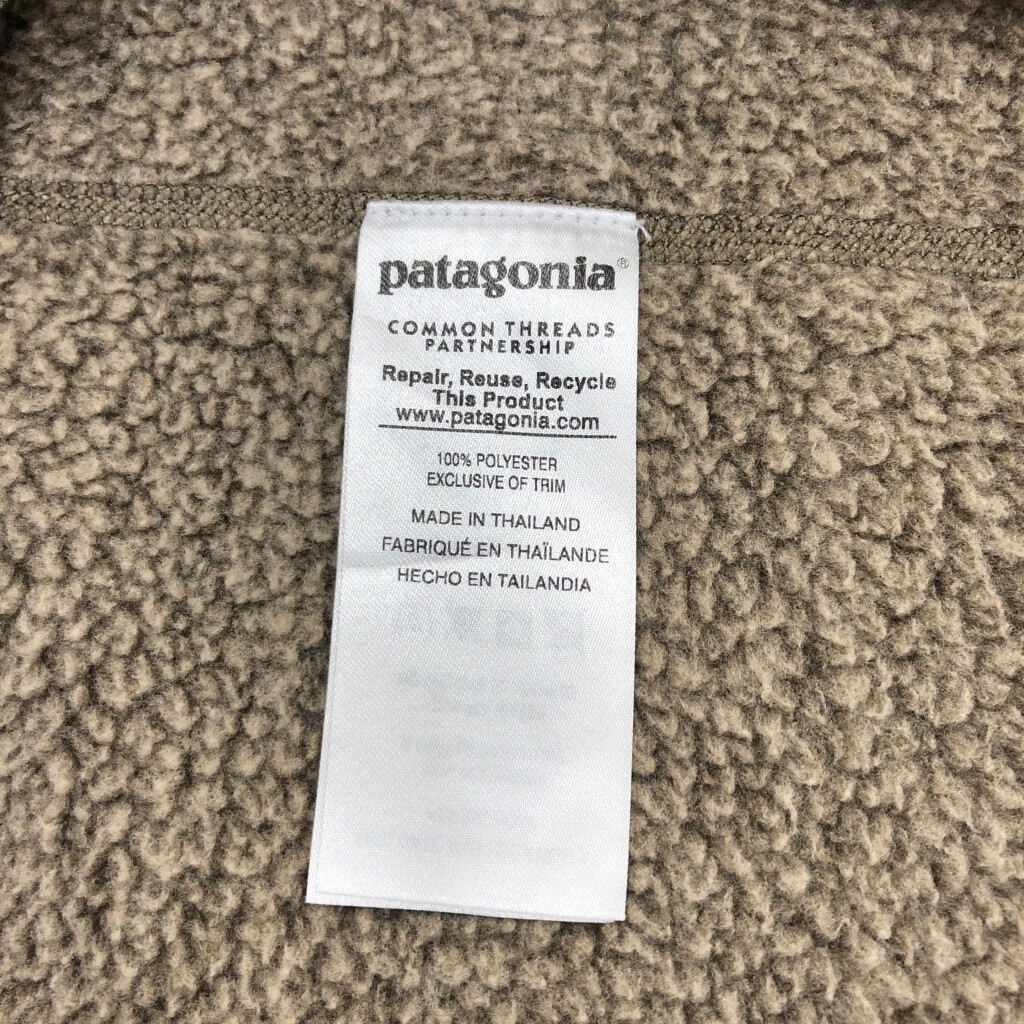 patagonia®
COMMON THREADS
PARTNERSHIP
Repair, Reuse, Recycle
This Product
www.patagonia.com
100% POLYESTER
EXCLUSIVE OF TRIM
MADE IN THAILAND
FABRIQUÉ EN THAÏLANDE
HECHO EN TAILANDIA